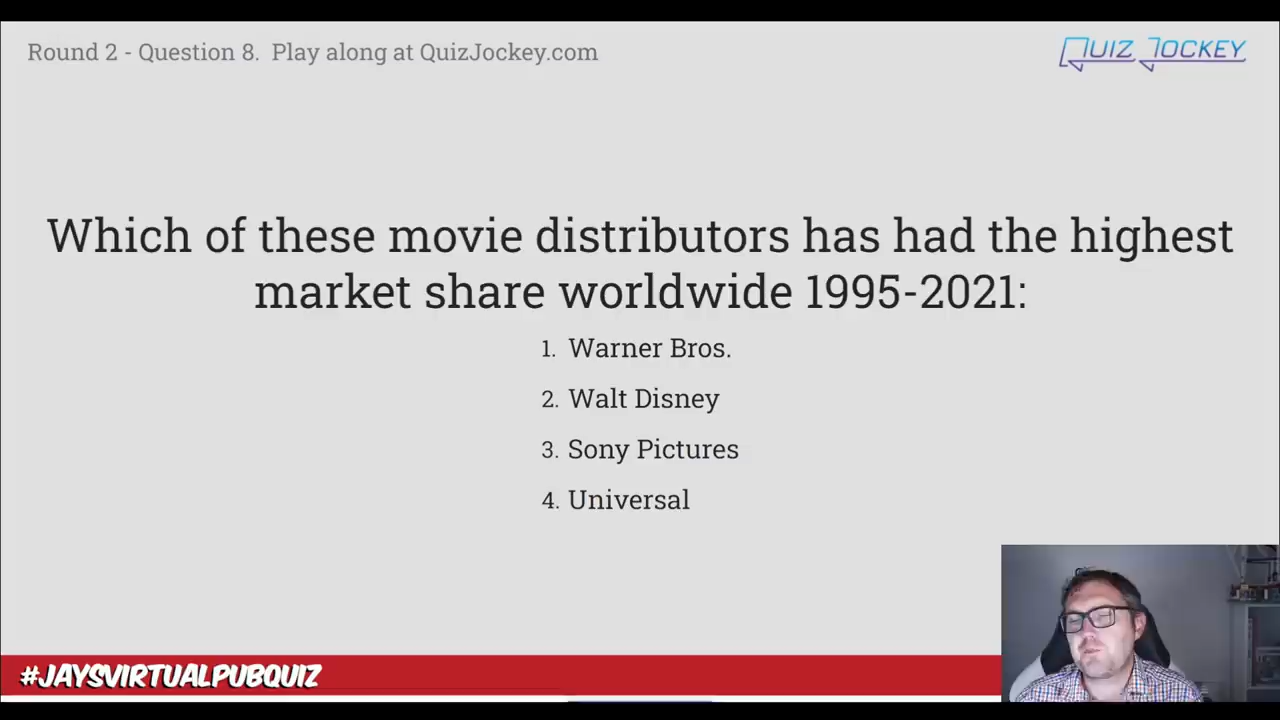 Round 2 - Question 8.  Play along at QuizJockey.com
QUIZ JOCKEY
Which of these movie distributors has had the highest
market share worldwide 1995-2021:
1. Warner Bros.
2. Walt Disney
3. Sony Pictures
4. Universal
#JAYSVIRTUALPUBQUIZ